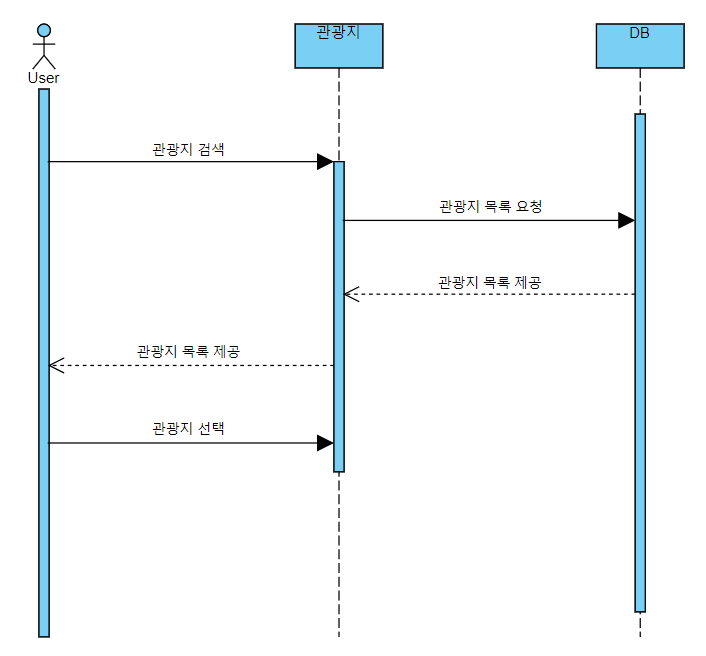 User
관광지
DB
관광지 검색
관광지 목록 요청
관광지 목록 제공
관광지 목록 제공
관광지 선택